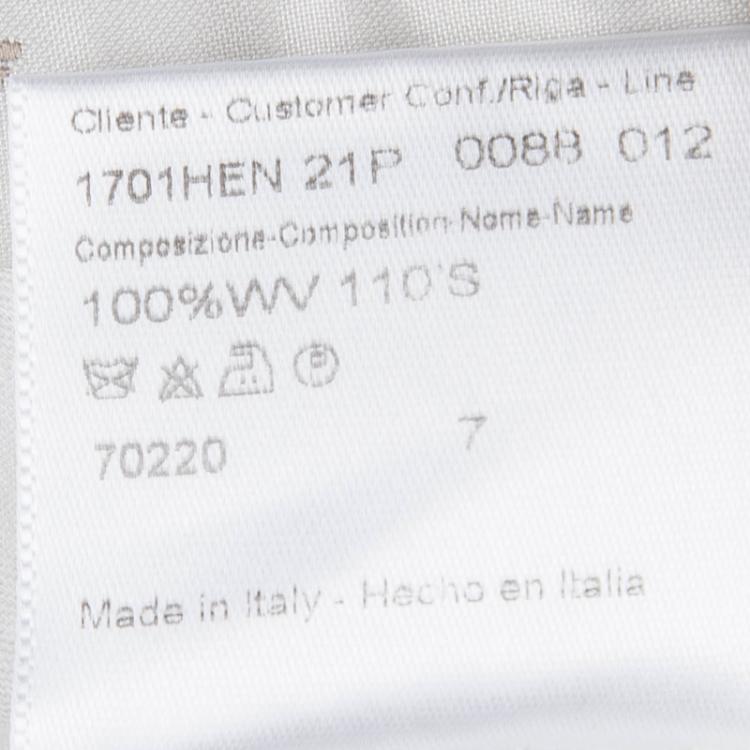 Cliente - Customer Conf./Riga - Line
1701HEN 21P 0088 012
Composizione-Composition-Nome-Name
100%WV 110'S
70220 7
Made in Italy - Hecho en Italia